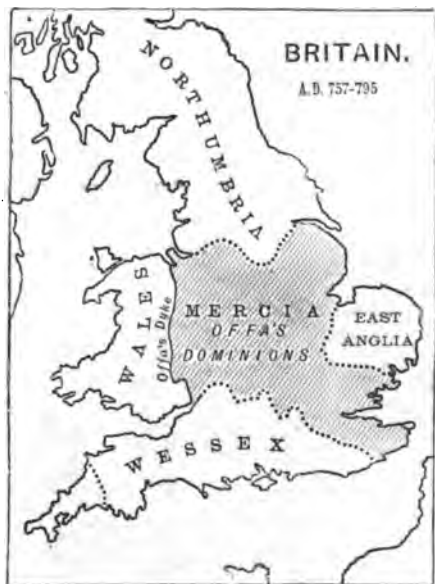 BRITAIN.
A.D. 757-795
NORTHUMBRIA
WALES
Offa's Dyke
MERCIA
OFFA'S
DOMINIONS
EAST
ANGLIA
WESSEX